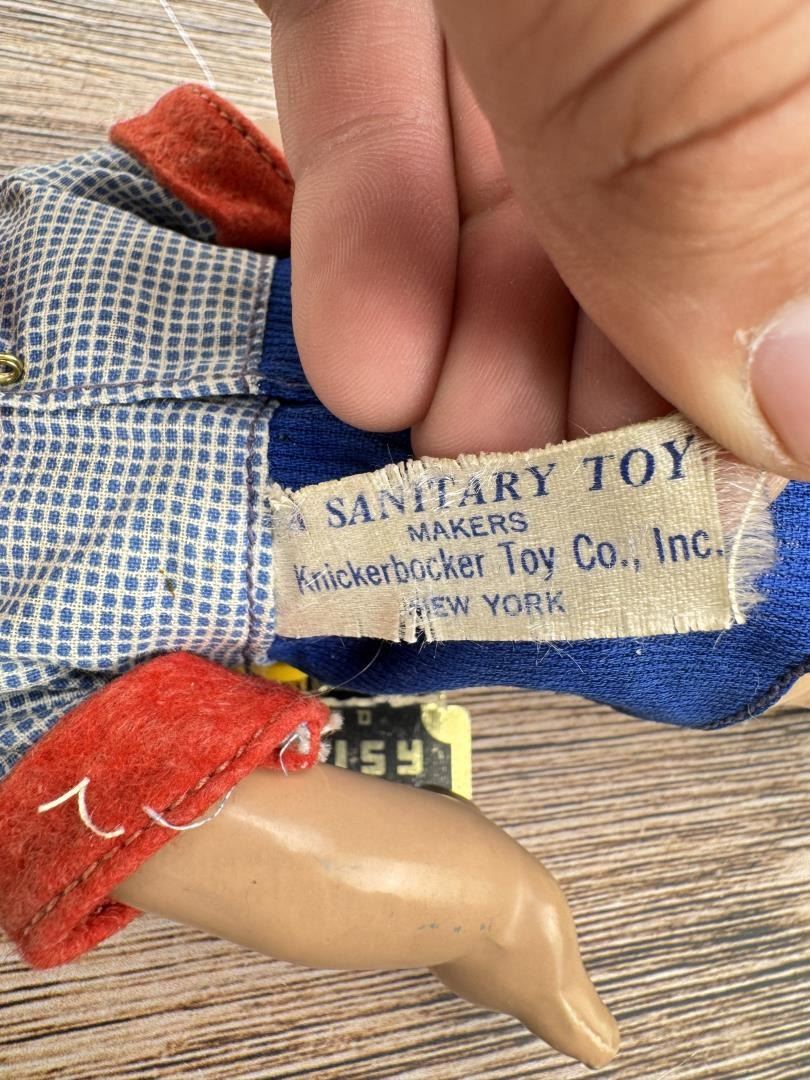 A SANITARY TOY
MAKERS
Knickerbocker Toy Co., Inc.
NEW YORK